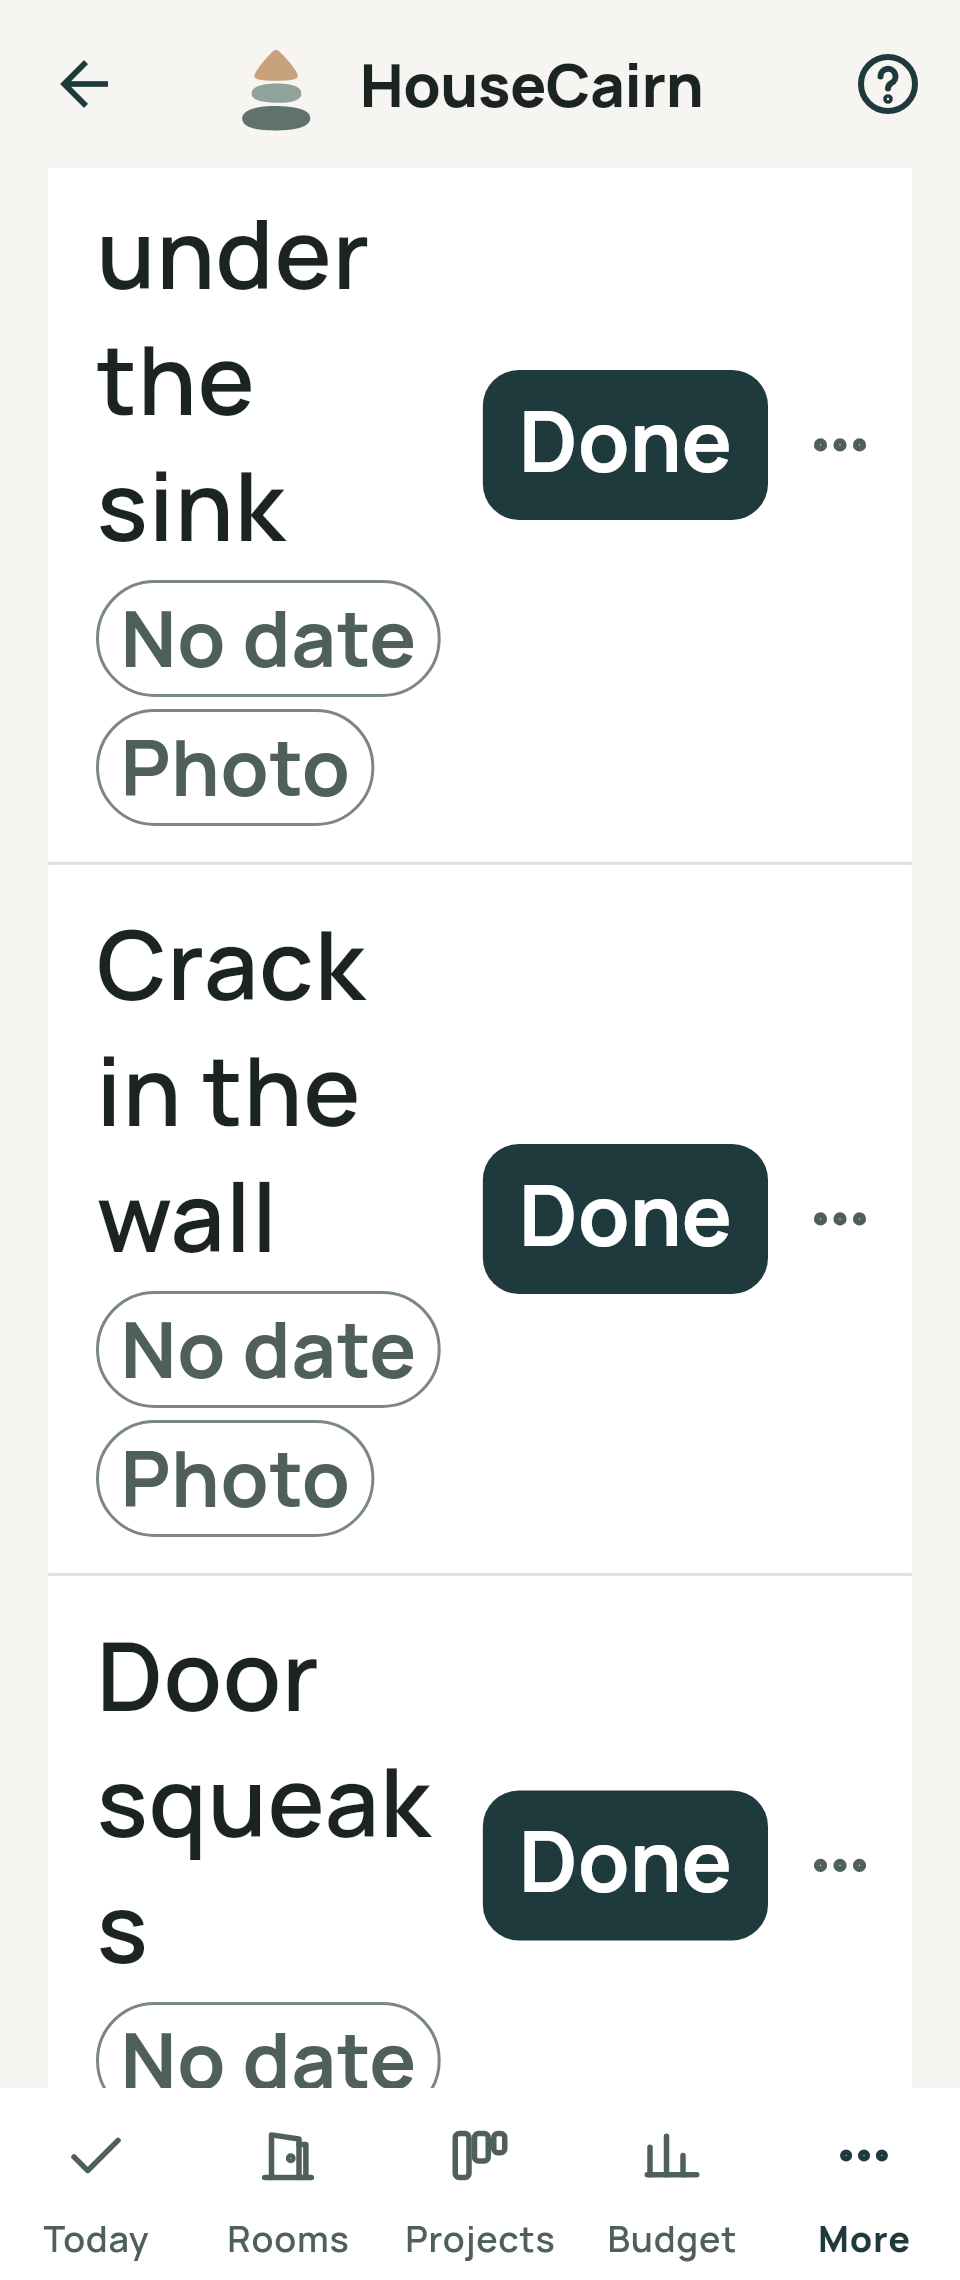 HouseCairn
under
the
sink
Done
No date
Photo
Crack
in the
wall
Done
No date
Photo
Door
squeak
s
Done
No date
Today
Rooms
Projects
Budget
More